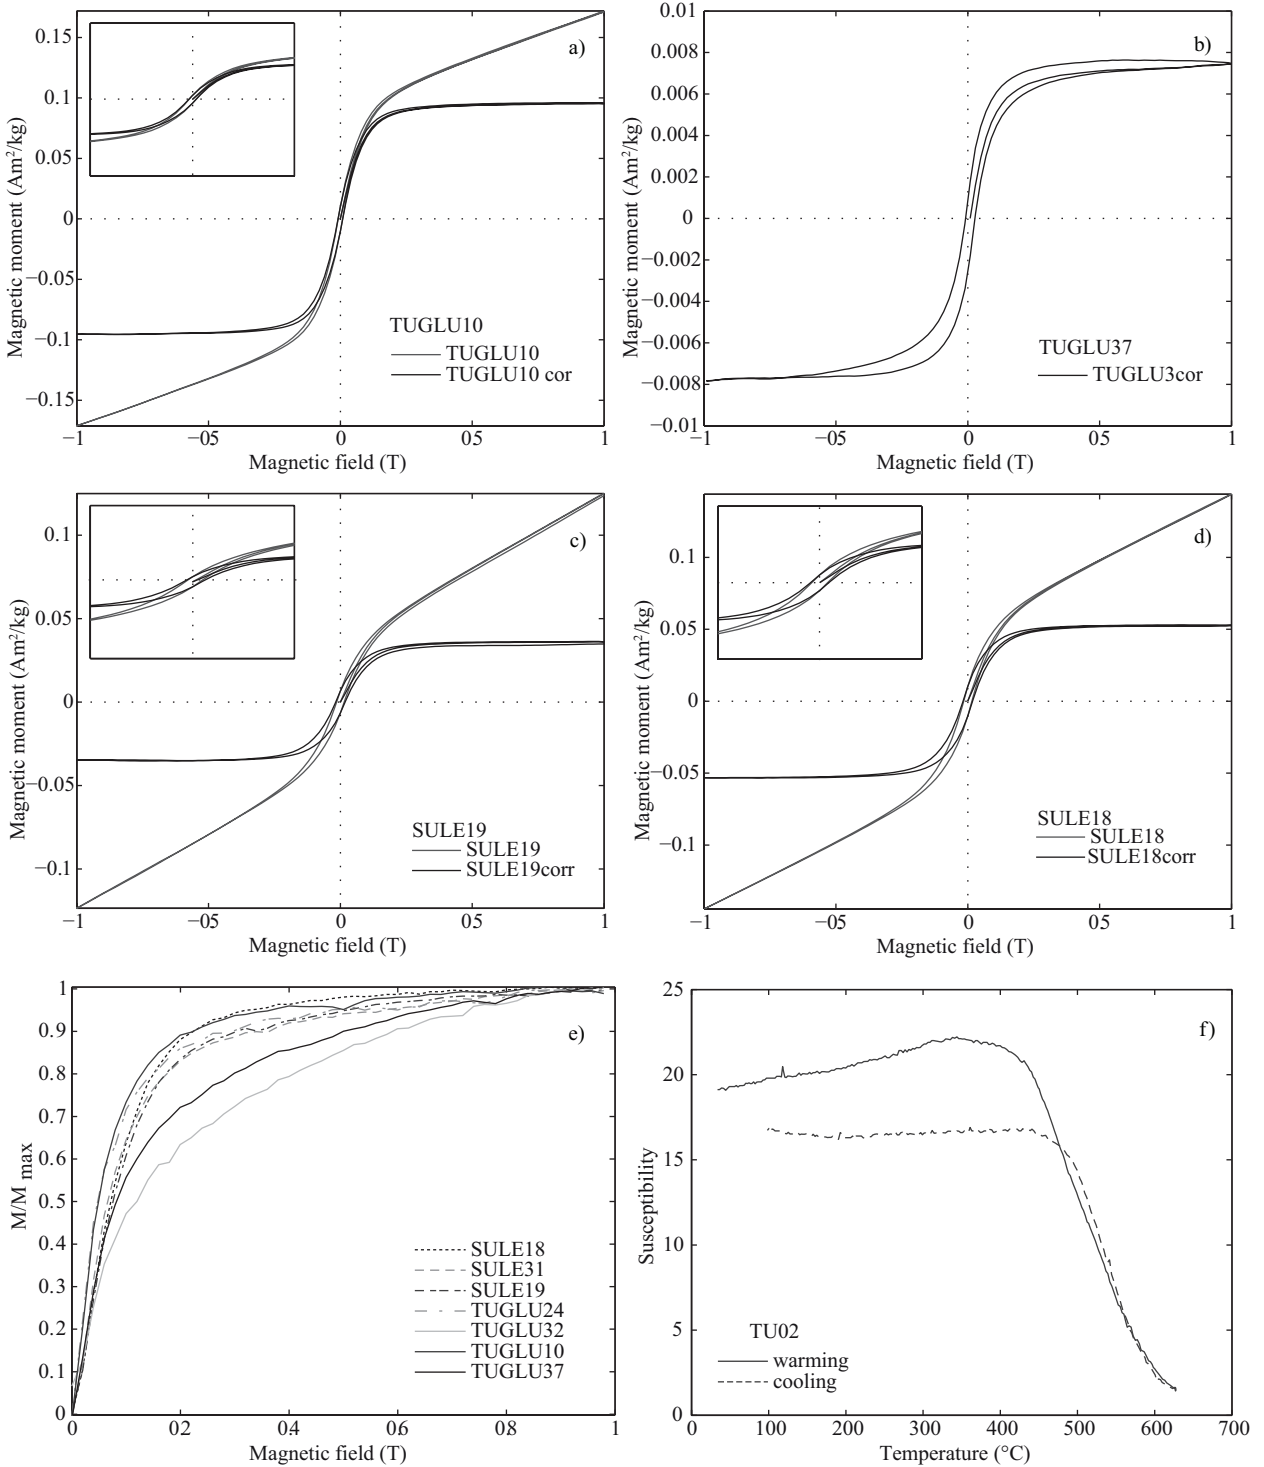 a)
0.15
0.1
0.05
0
−0.05
−0.1
−0.15
Magnetic moment (Am²/kg)
TUGLU10
TUGLU10
TUGLU10 cor
−1
−05
0
05
1
Magnetic field (T)
b)
0.01
0.008
0.006
0.004
0.002
0
−0.002
−0.004
−0.006
−0.008
−0.01
Magnetic moment (Am²/kg)
TUGLU37
TUGLU3cor
−1
−05
0
05
1
Magnetic field (T)
c)
0.1
0.05
0
−0.05
−0.1
Magnetic moment (Am²/kg)
SULE19
SULE19
SULE19corr
−1
−05
0
05
1
Magnetic field (T)
d)
0.1
0.05
0
−0.05
−0.1
Magnetic moment (Am²/kg)
SULE18
SULE18
SULE18corr
−1
−05
0
05
1
Magnetic field (T)
e)
1
0.9
0.8
0.7
0.6
0.5
0.4
0.3
0.2
0.1
0
M/M max
SULE18
SULE31
SULE19
TUGLU24
TUGLU32
TUGLU10
TUGLU37
0
02
04
06
08
1
Magnetic field (T)
f)
25
20
15
10
5
0
Susceptibility
TU02
warming
cooling
0
100
200
300
400
500
600
700
Temperature (°C)